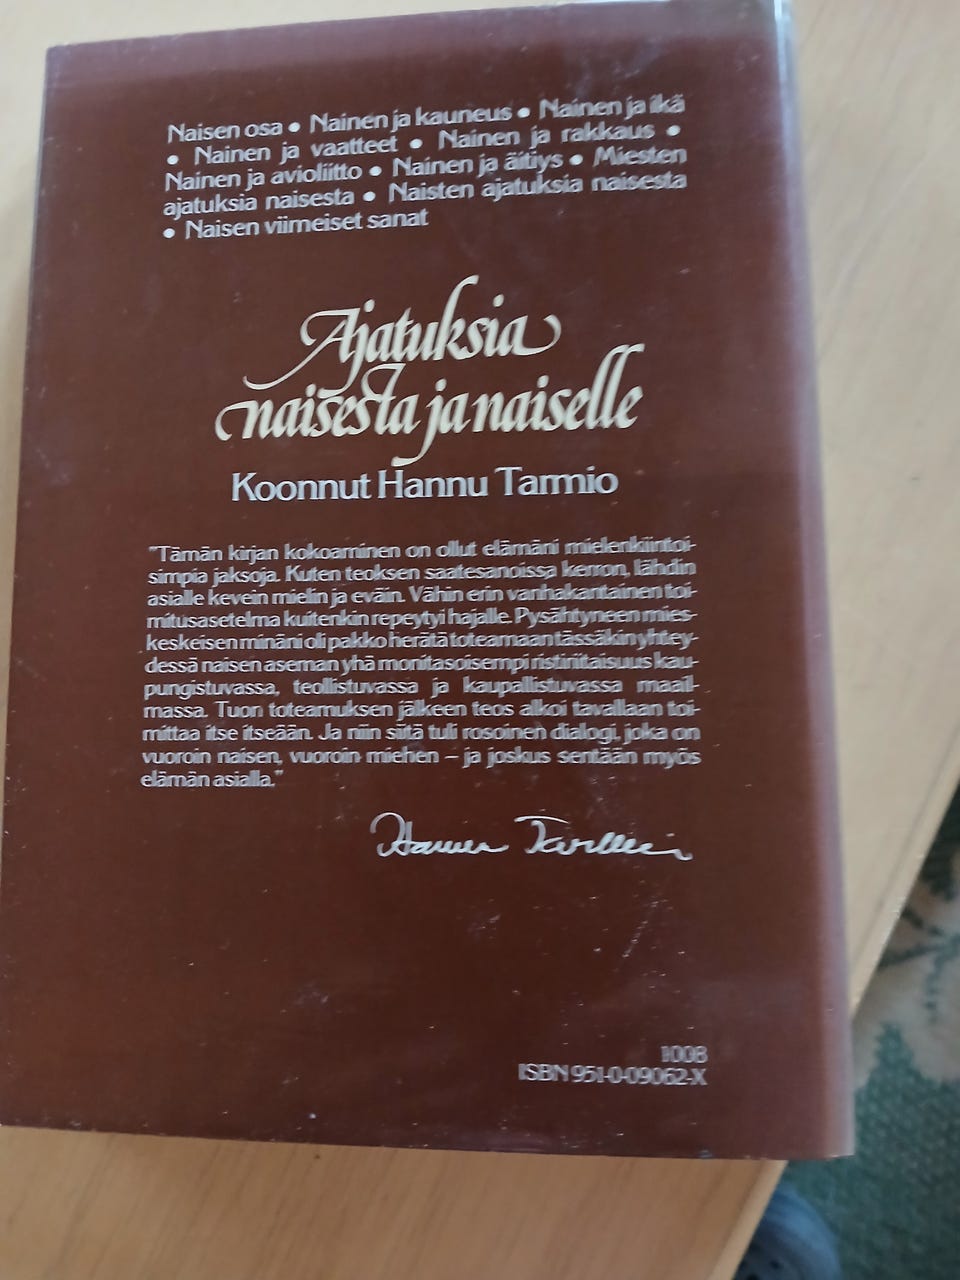 Naisen osa • Nainen ja kauneus • Nainen ja ikä
• Nainen ja vaatteet • Nainen ja rakkaus •
Nainen ja avioliitto • Nainen ja äitiys • Miesten
ajatuksia naisesta • Naisten ajatuksia naisesta
• Naisen viimeiset sanat
Ajatuksia
naisesta ja naiselle
Koonnut Hannu Tarmio
"Tämän kirjan kokoaminen on ollut elämäni mielenkiintoi-
simpia jaksoja. Kuten teoksen saatesanoissa kerron, lähdin
asialle kevein mielin ja eväin. Vähin erin vanhakantainen toi-
mitusasetelma kuitenkin repeytyi hajalle. Pysähtyneen mies-
keskeisen minäni oli pakko herätä toteamaan tässäkin yhtey-
dessä naisen aseman yhä monitasoisempi ristiriitaisuus kau-
pungistuvassa, teollistuvassa ja kaupallistuvassa maail-
massa. Tuon toteamuksen jälkeen teos alkoi tavallaan toi-
mittaa itse itseään. Ja niin siitä tuli rosoinen dialogi, joka on
vuoroin naisen, vuoroin miehen – ja joskus sentään myös
elämän asialla."
Hannu Tarmio
1008
ISBN 951-0-09062-X